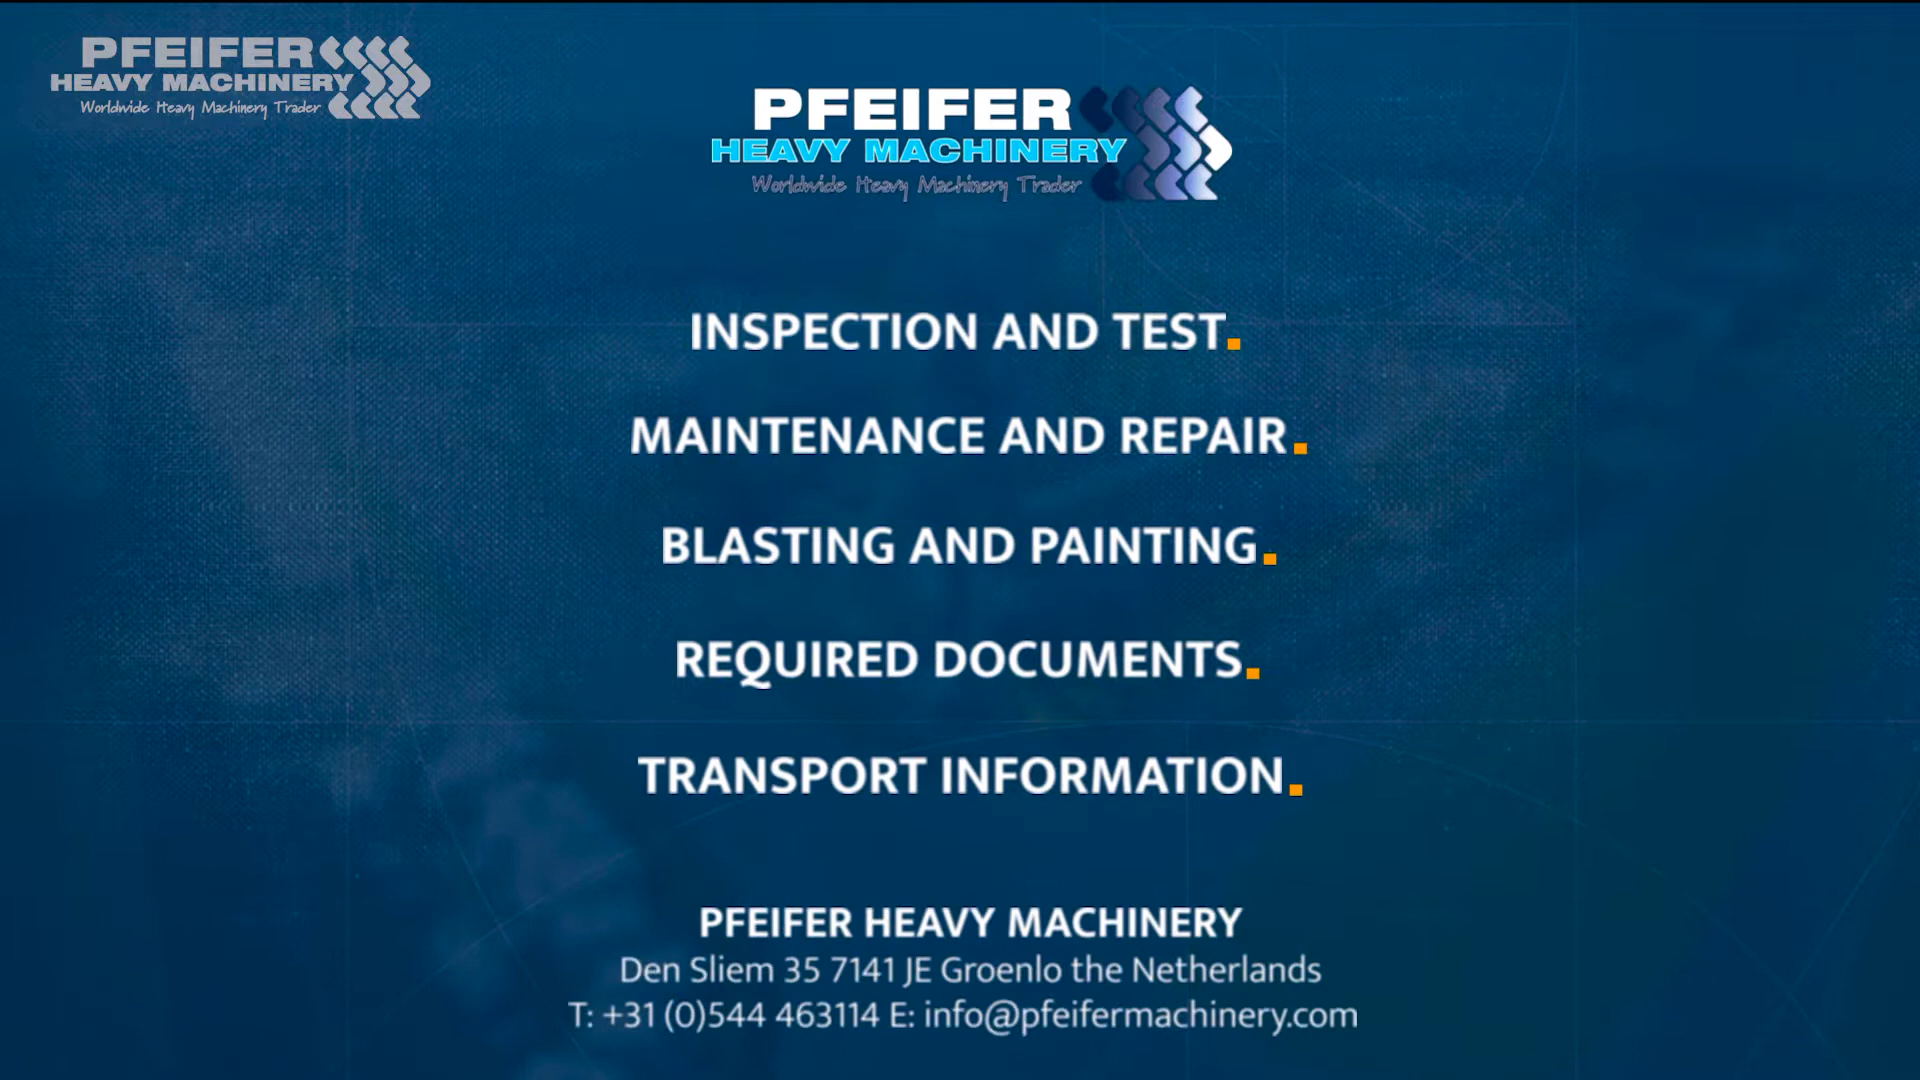 PFEIFER
HEAVY MACHINERY
Worldwide Heavy Machinery Trader
PFEIFER
HEAVY MACHINERY
Worldwide Heavy Machinery Trader
INSPECTION AND TEST.
MAINTENANCE AND REPAIR.
BLASTING AND PAINTING.
REQUIRED DOCUMENTS.
TRANSPORT INFORMATION.
PFEIFER HEAVY MACHINERY
Den Sliem 35 7141 JE Groenlo the Netherlands
T: +31 (0)544 463114 E: info@pfeifermachinery.com